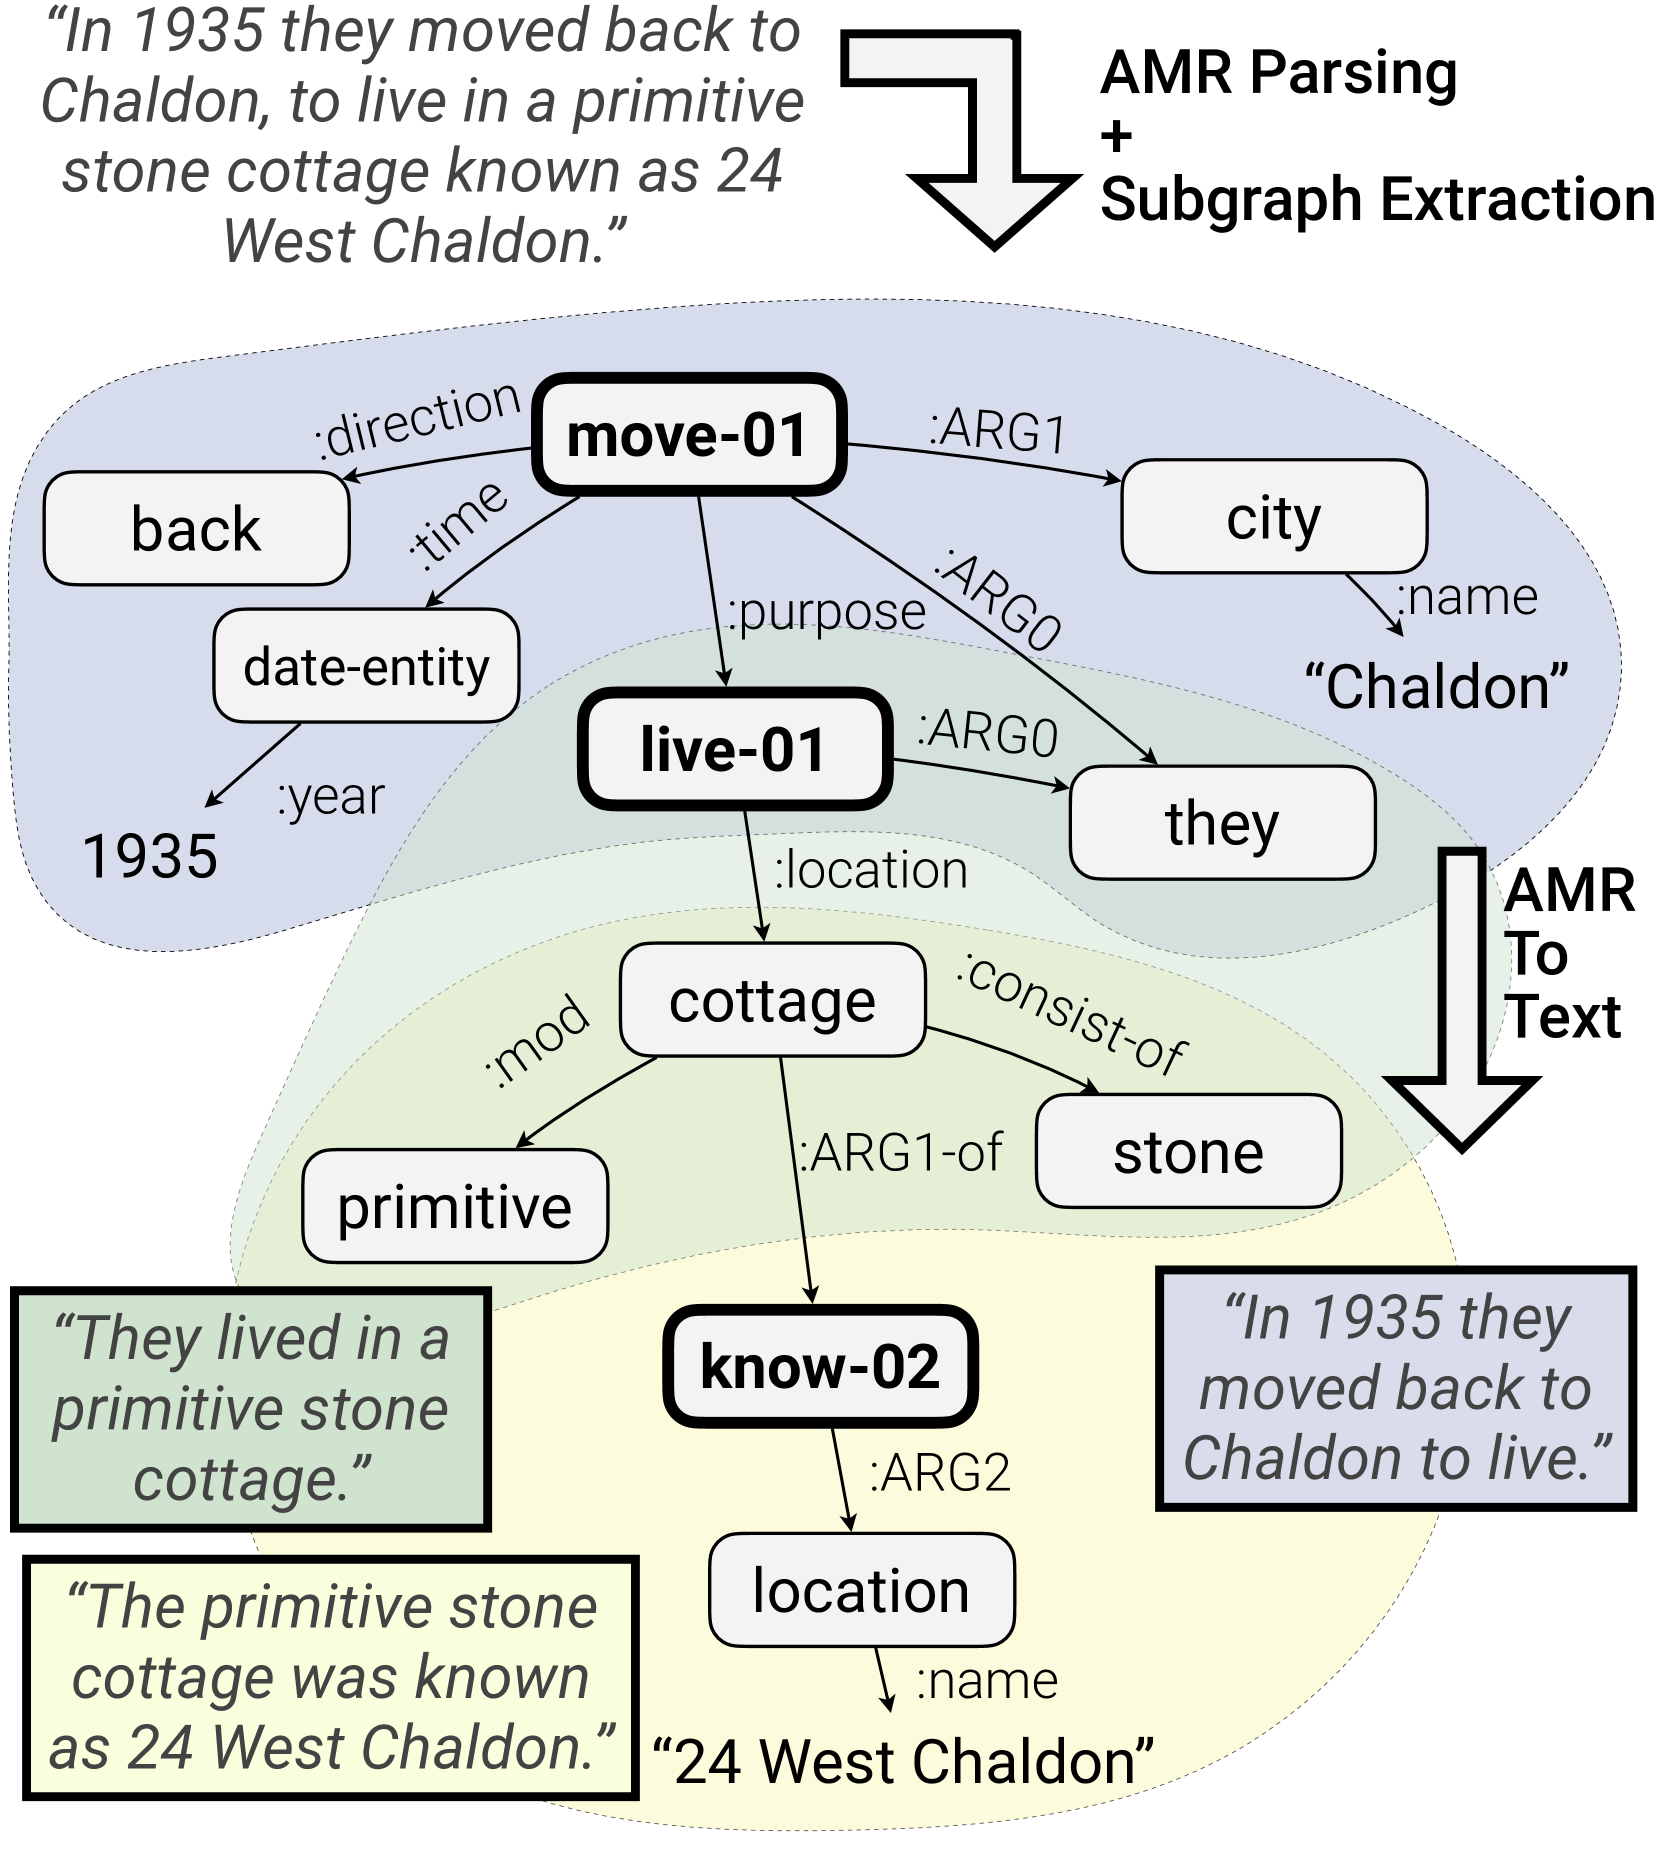 “In 1935 they moved back to
Chaldon, to live in a primitive
stone cottage known as 24
West Chaldon.”
AMR Parsing
+
Subgraph Extraction
move-01
:direction
:ARG1
back
:time
city
:purpose
:ARG0
:name
date-entity
“Chaldon”
live-01
:ARG0
:year
they
1935
:location
AMR
To
Text
cottage
:mod
:consist-of
:ARG1-of
stone
primitive
“They lived in a
primitive stone
cottage.”
know-02
“In 1935 they
moved back to
Chaldon to live.”
:ARG2
location
“The primitive stone
cottage was known
as 24 West Chaldon.”
:name
“24 West Chaldon”